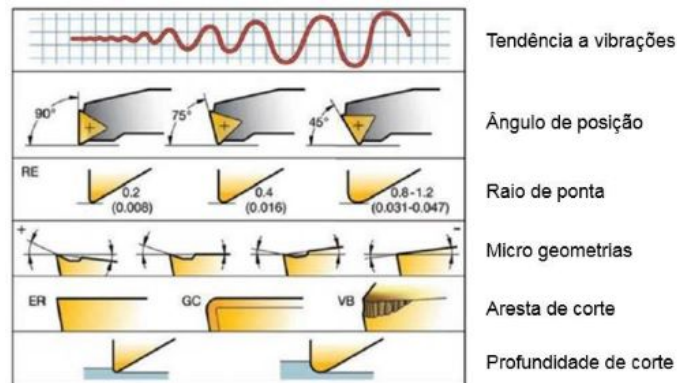 Tendência a vibrações
90° 75° 45°
Ângulo de posição
RE
0.2 0.4 0.8-1.2
(0.008) (0.016) (0.031-0.047)
Raio de ponta
+ -
Micro geometrias
ER GC VB
Aresta de corte
Profundidade de corte